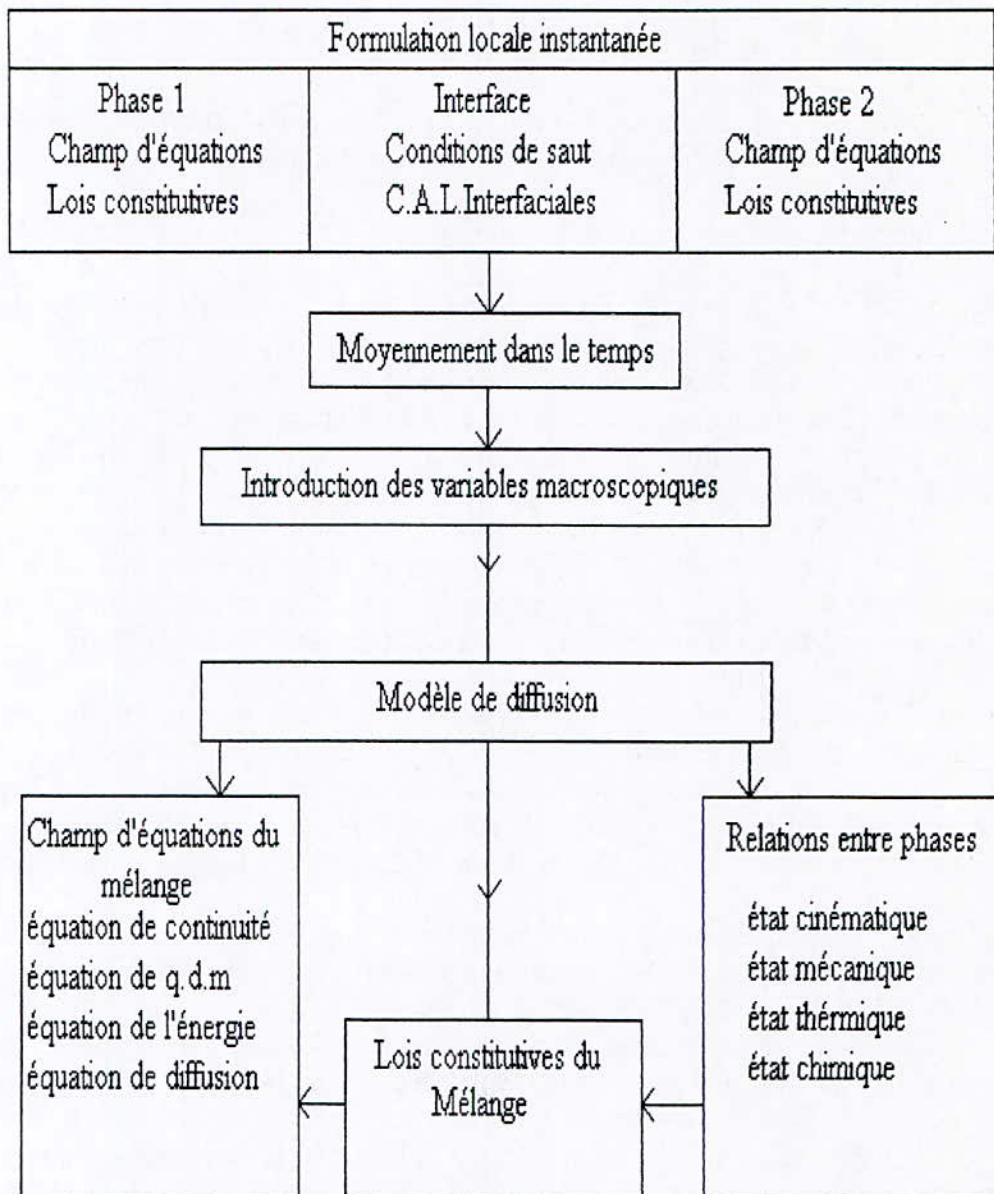 Formulation locale instantanée
Phase 1
Champ d'équations
Lois constitutives
Interface
Conditions de saut
C.A.L.Interfaciales
Phase 2
Champ d'équations
Lois constitutives
Moyennement dans le temps
Introduction des variables macroscopiques
Modèle de diffusion
Champ d'équations du
mélange
équation de continuité
équation de q.d.m
équation de l'énergie
équation de diffusion
Lois constitutives du
Mélange
Relations entre phases
état cinématique
état mécanique
état thérmique
état chimique